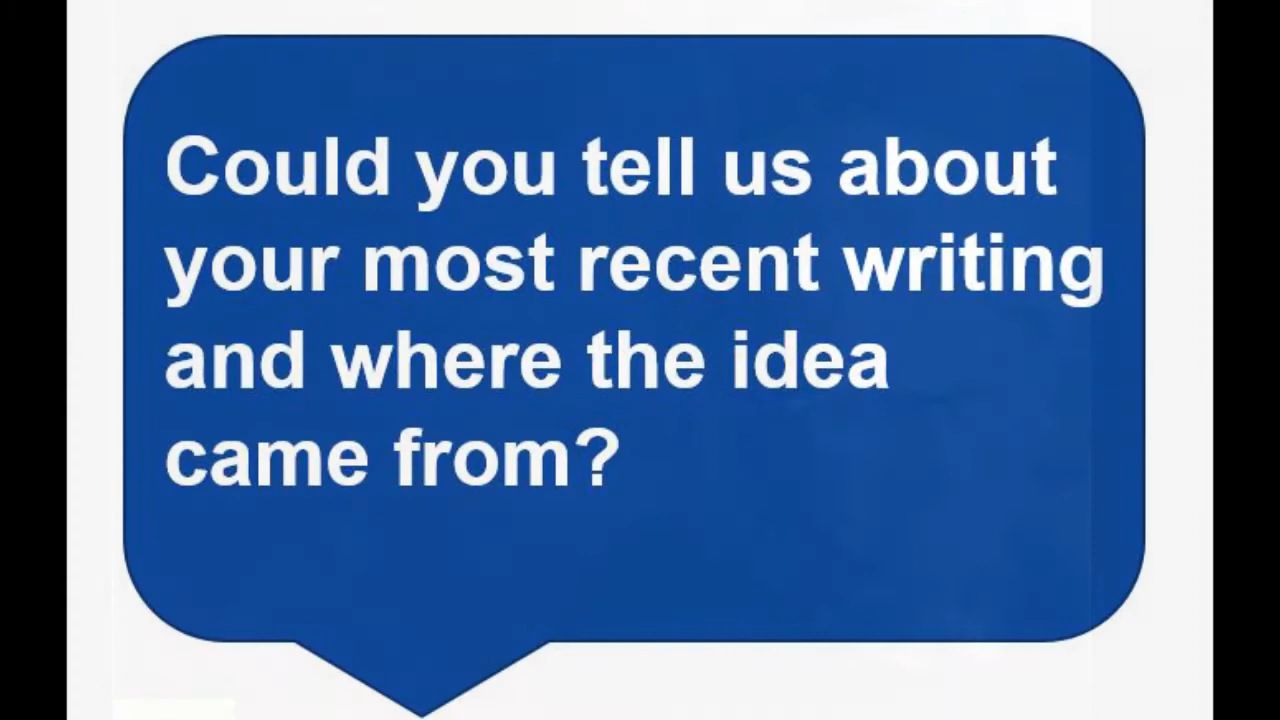 Could you tell us about
your most recent writing
and where the idea
came from?